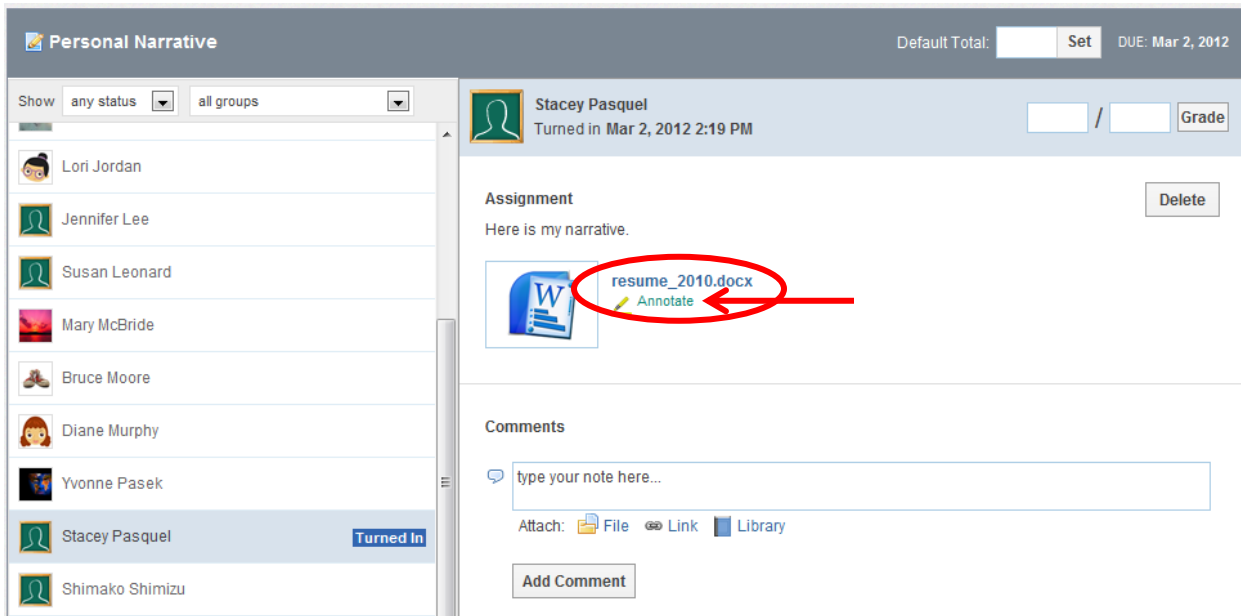 Personal Narrative
Default Total: Set DUE: Mar 2, 2012
Show any status all groups
Lori Jordan
Jennifer Lee
Susan Leonard
Mary McBride
Bruce Moore
Diane Murphy
Yvonne Pasek
Stacey Pasquel Turned In
Shimako Shimizu
Stacey Pasquel
Turned in Mar 2, 2012 2:19 PM
/ Grade
Assignment
Delete
Here is my narrative.
W
resume_2010.docx
Annotate
Comments
type your note here...
Attach: File Link Library
Add Comment